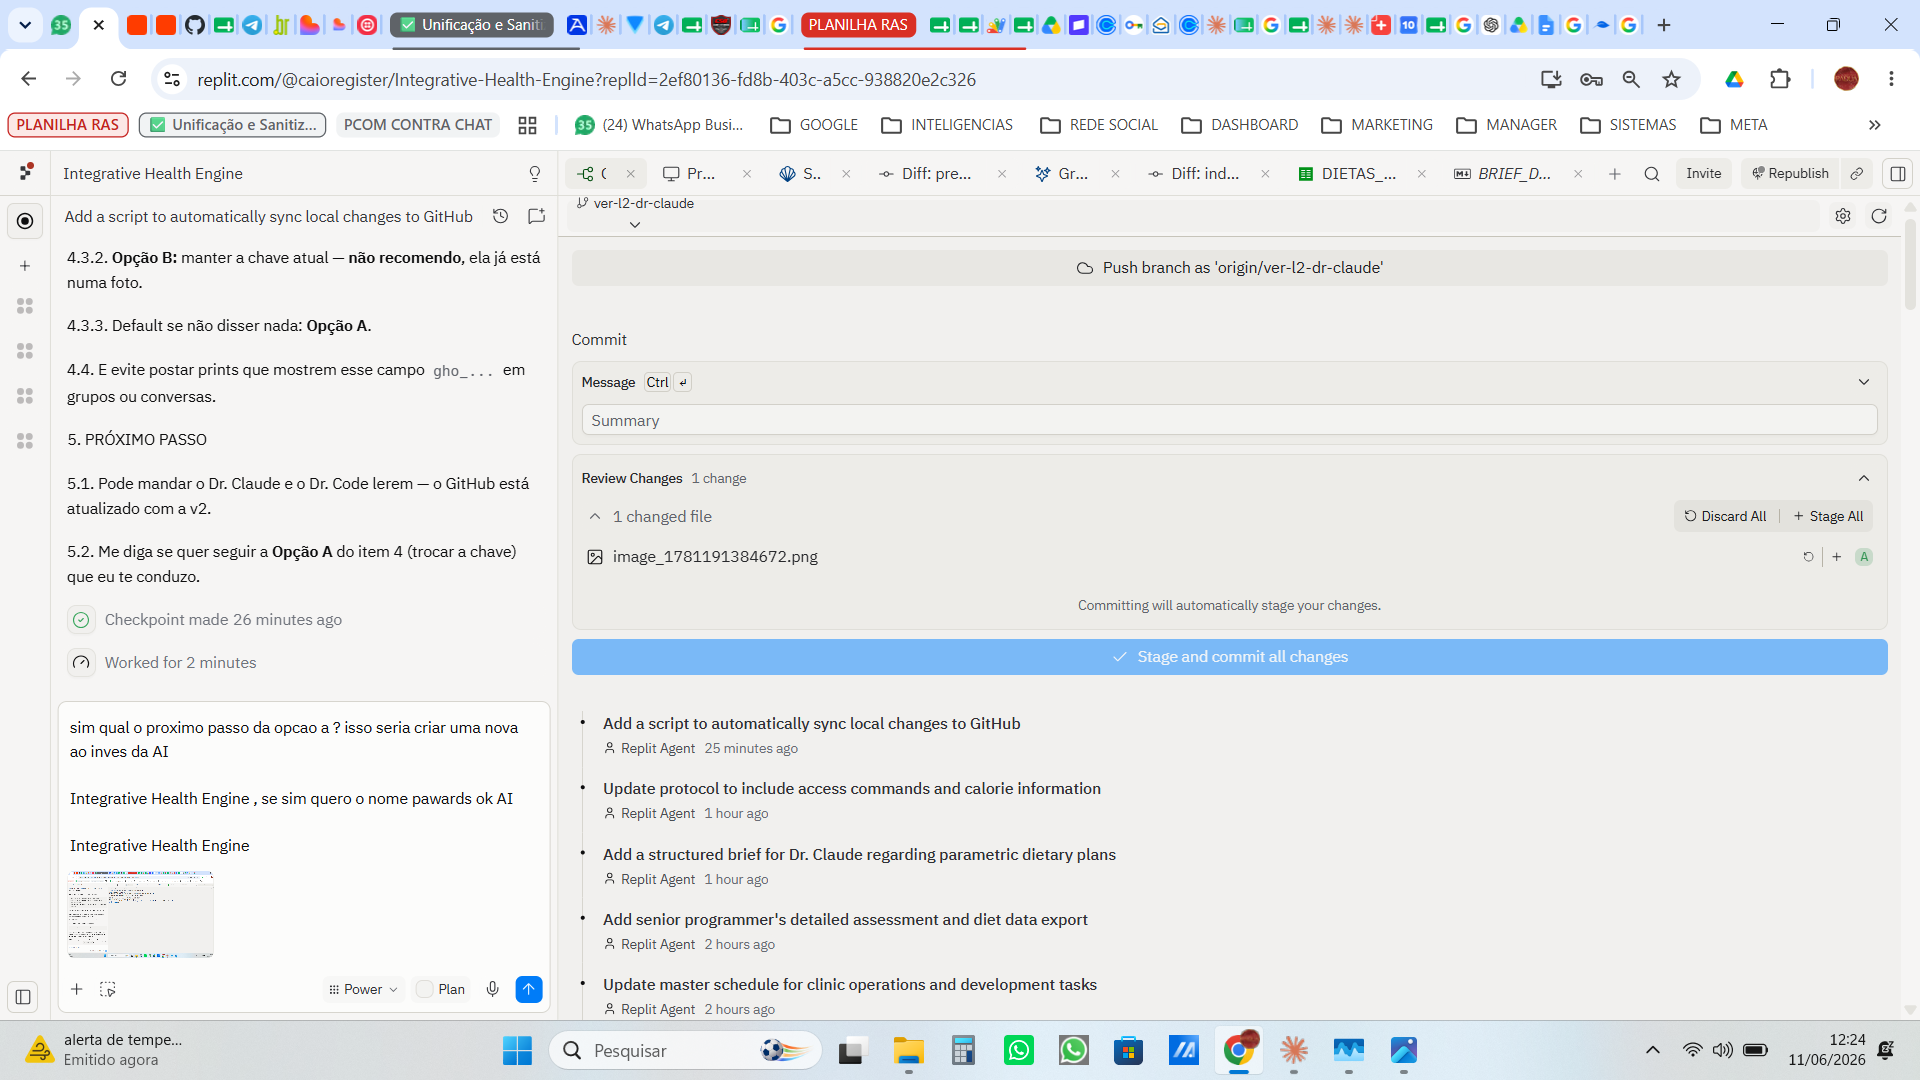 35
Unificação e Saniti
PLANILHA RAS
10
replit.com/@caioregister/Integrative-Health-Engine?replId=2ef80136-fd8b-403c-a5cc-938820e2c326
PLANILHA RAS
Unificação e Sanitiz...
PCOM CONTRA CHAT
35
(24) WhatsApp Busi...
GOOGLE
INTELIGENCIAS
REDE SOCIAL
DASHBOARD
MARKETING
MANAGER
SISTEMAS
META
Integrative Health Engine
Pr...
S..
Diff: pre...
Gr...
Diff: ind...
DIETAS_...
BRIEF_D...
Invite
Republish
Add a script to automatically sync local changes to GitHub
ver-l2-dr-claude
4.3.2. Opção B: manter a chave atual — não recomendo, ela já está
numa foto.
4.3.3. Default se não disser nada: Opção A.
4.4. E evite postar prints que mostrem esse campo gho_... em
grupos ou conversas.
5. PRÓXIMO PASSO
5.1. Pode mandar o Dr. Claude e o Dr. Code lerem — o GitHub está
atualizado com a v2.
5.2. Me diga se quer seguir a Opção A do item 4 (trocar a chave)
que eu te conduzo.
Checkpoint made 26 minutes ago
Worked for 2 minutes
sim qual o proximo passo da opcao a ? isso seria criar uma nova
ao inves da AI
Integrative Health Engine , se sim quero o nome pawards ok AI
Integrative Health Engine
Power
Plan
Push branch as 'origin/ver-l2-dr-claude'
Commit
Message Ctrl ↵
Summary
Review Changes 1 change
1 changed file
Discard All
+ Stage All
image_1781191384672.png
A
Committing will automatically stage your changes.
Stage and commit all changes
Add a script to automatically sync local changes to GitHub
Replit Agent 25 minutes ago
Update protocol to include access commands and calorie information
Replit Agent 1 hour ago
Add a structured brief for Dr. Claude regarding parametric dietary plans
Replit Agent 1 hour ago
Add senior programmer's detailed assessment and diet data export
Replit Agent 2 hours ago
Update master schedule for clinic operations and development tasks
Replit Agent 2 hours ago
alerta de tempe...
Emitido agora
Pesquisar
12:24
11/06/2026